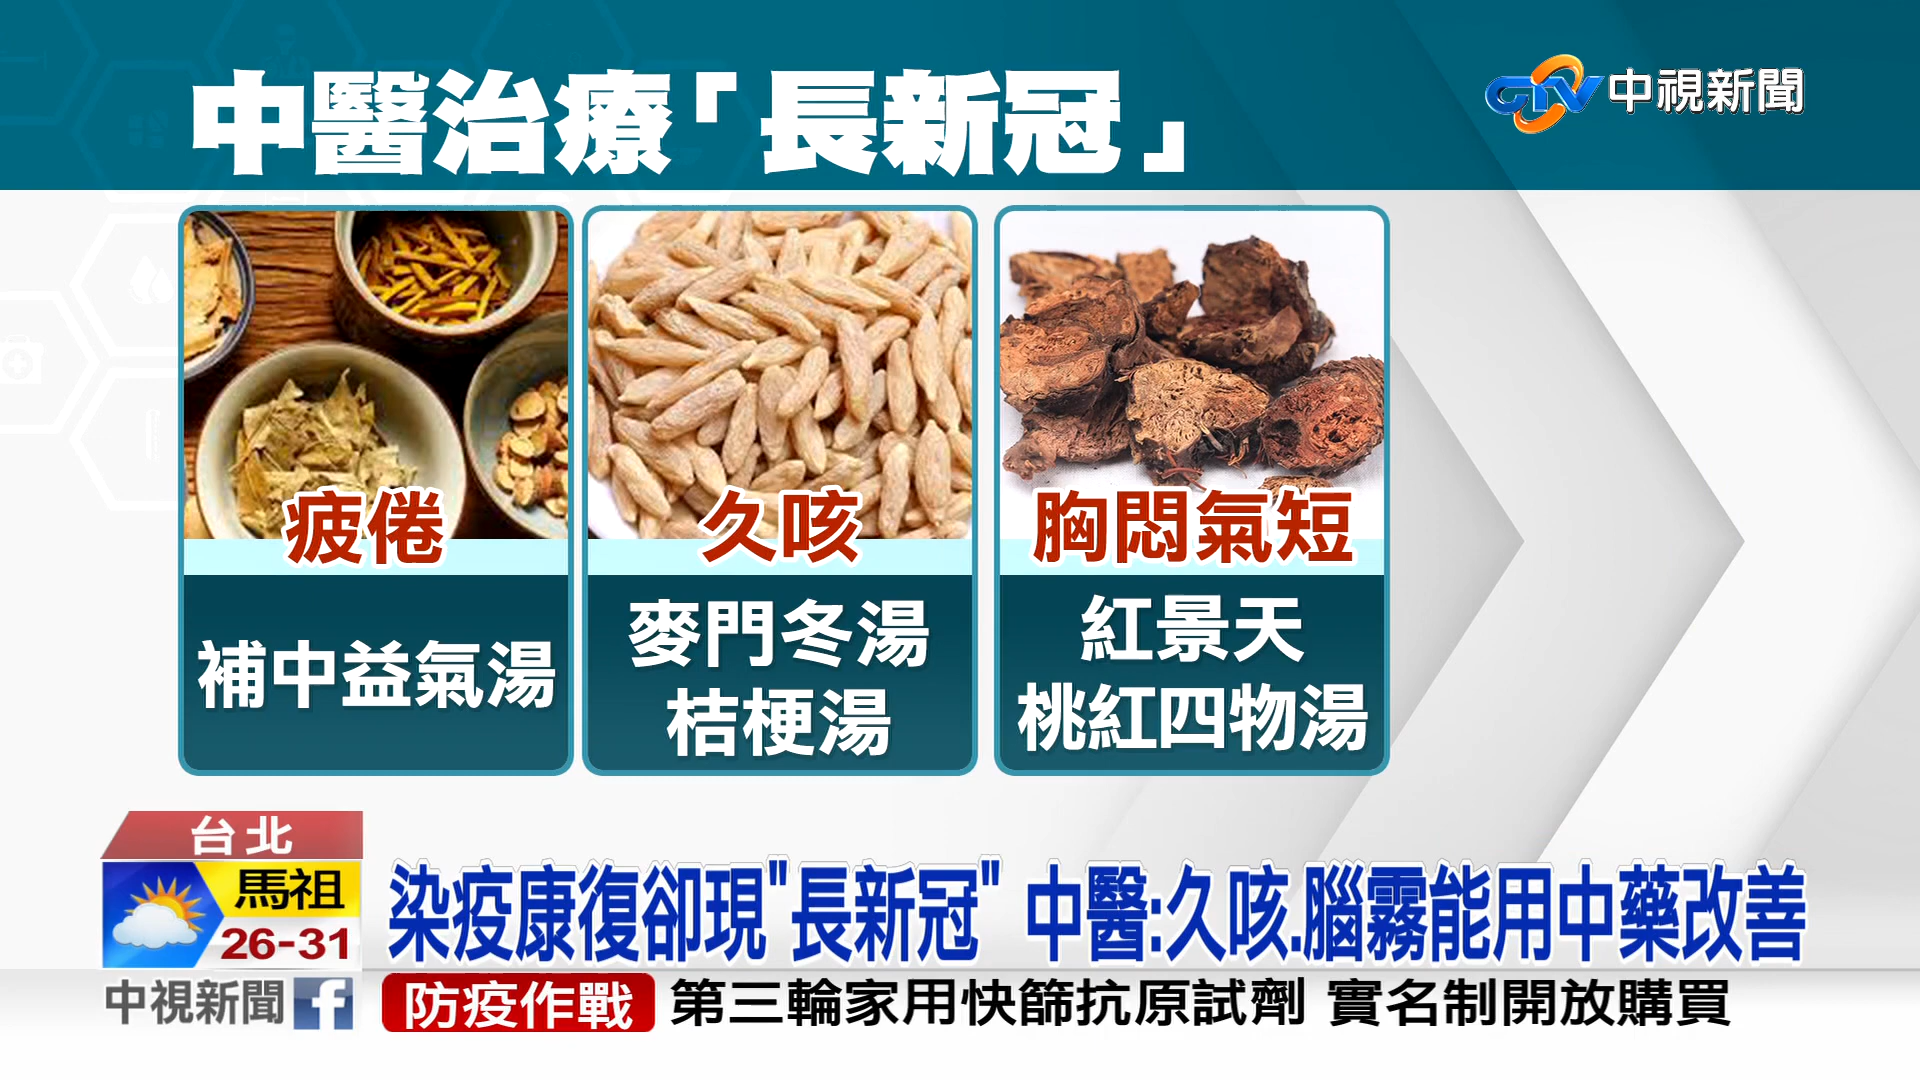 中醫治療「長新冠」
CTV 中視新聞
疲倦
補中益氣湯
久咳
麥門冬湯
桔梗湯
胸悶氣短
紅景天
桃紅四物湯
台北
馬祖
26-31
染疫康復卻現"長新冠" 中醫:久咳.腦霧能用中藥改善
中視新聞 f
防疫作戰 第三輪家用快篩抗原試劑 實名制開放購買